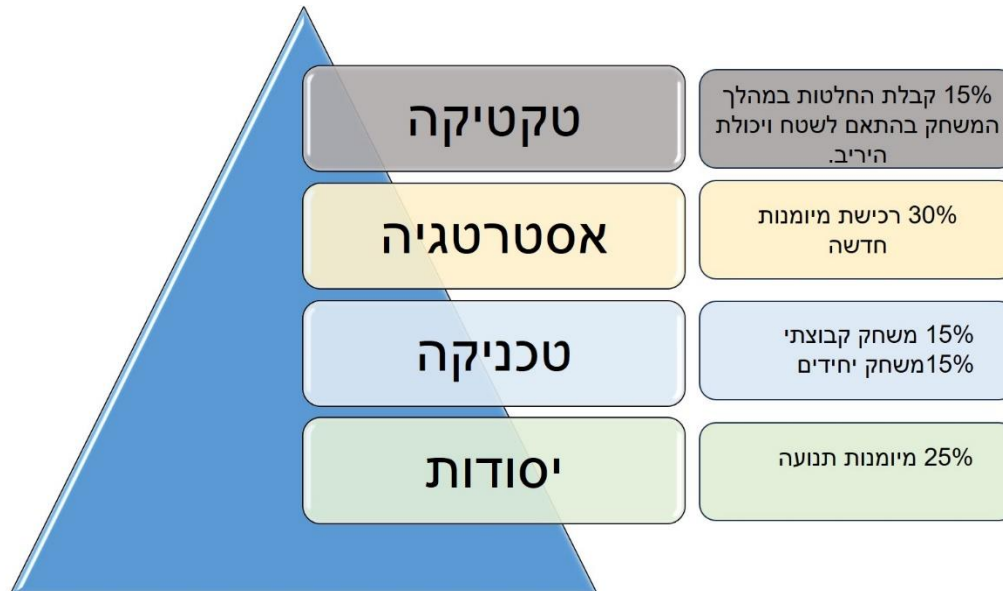 טקטיקה
15% קבלת החלטות במהלך
המשחק בהתאם לשטח ויכולת
היריב.
אסטרטגיה
30% רכישת מיומנות
חדשה
טכניקה
15% משחק קבוצתי
15%משחק יחידים
יסודות
25% מיומנות תנועה